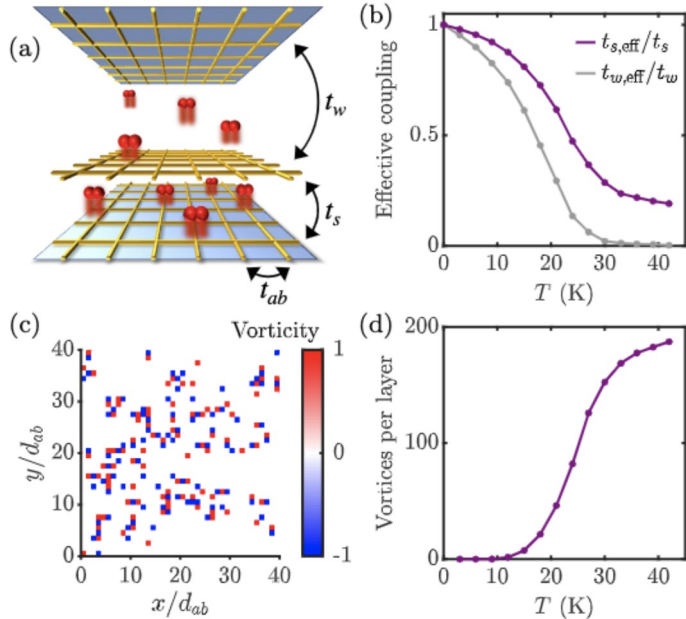 (a)
t_w
t_s
t_ab
(b)
Effective coupling
1
0.5
0
t_s,eff/t_s
t_w,eff/t_w
0 10 20 30 40
T (K)
(c)
Vorticity
y/d_ab
40
30
20
10
0
0 10 20 30 40
x/d_ab
1
0
-1
(d)
Vortices per layer
200
100
0
0 10 20 30 40
T (K)